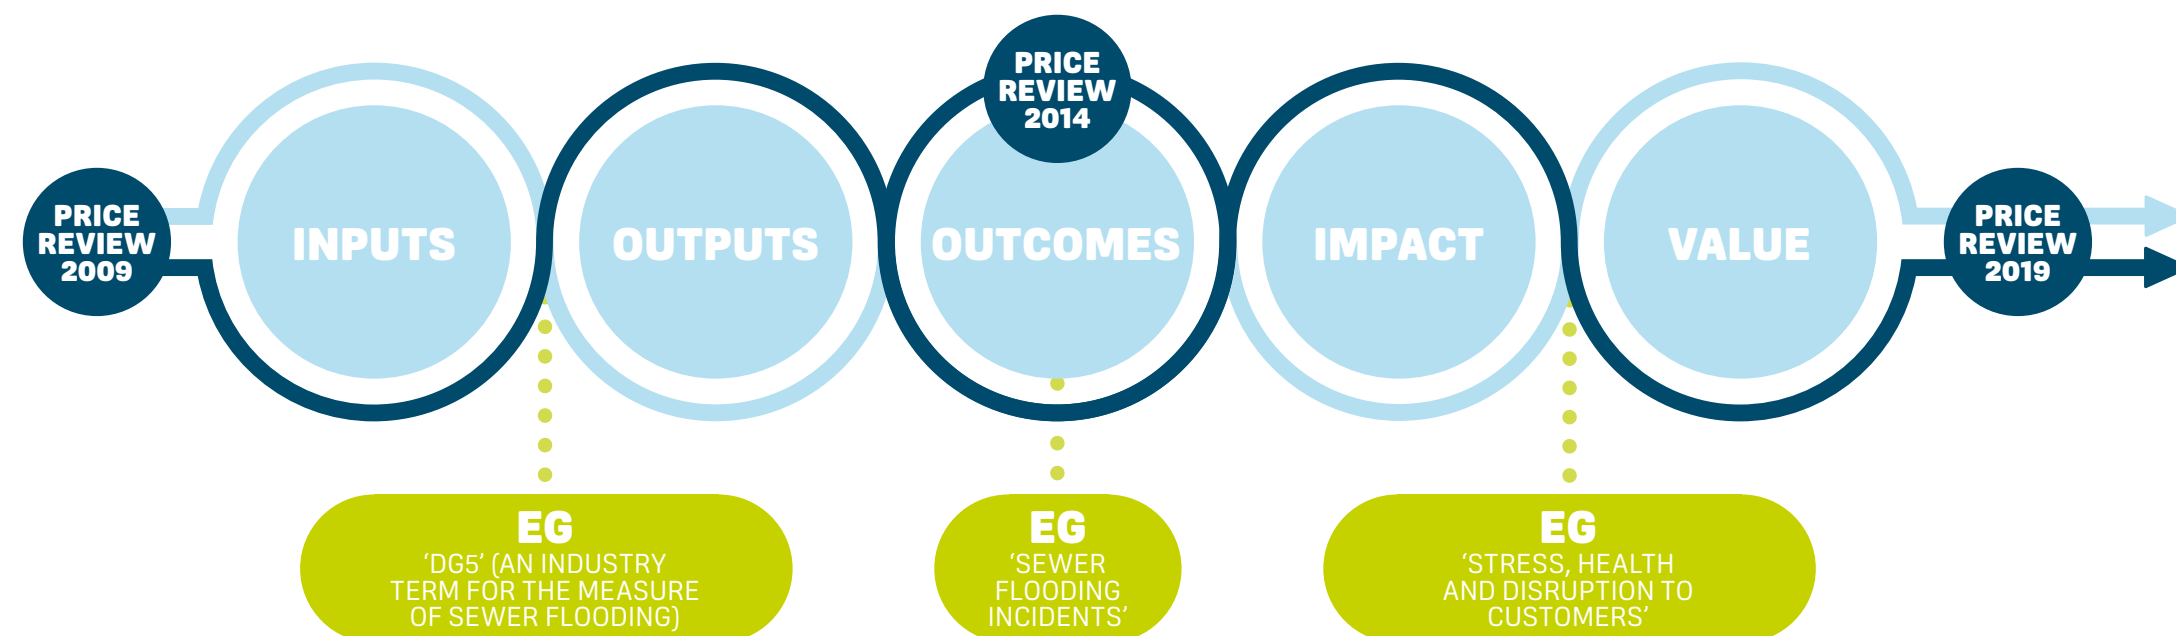 PRICE
REVIEW
2009
INPUTS
OUTPUTS
PRICE
REVIEW
2014
OUTCOMES
IMPACT
VALUE
PRICE
REVIEW
2019
EG
‘DG5’ (AN INDUSTRY
TERM FOR THE MEASURE
OF SEWER FLOODING)
EG
‘SEWER
FLOODING
INCIDENTS’
EG
‘STRESS, HEALTH
AND DISRUPTION TO
CUSTOMERS’